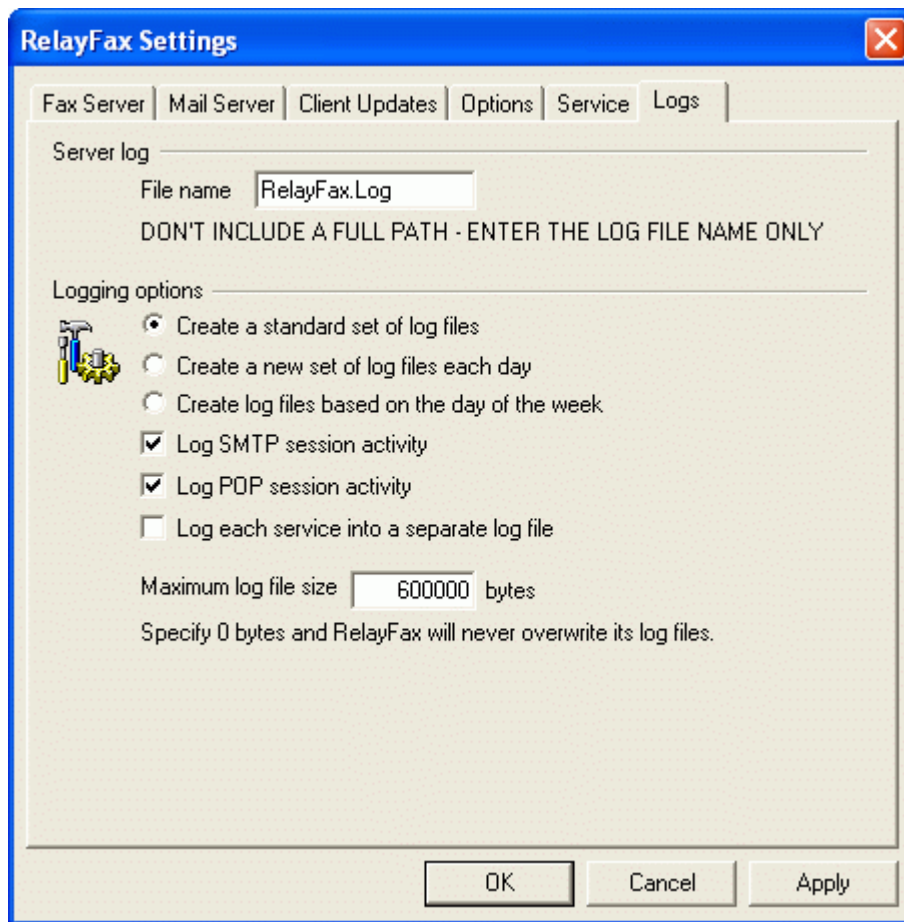 RelayFax Settings
Fax Server Mail Server Client Updates Options Service Logs
Server log
File name RelayFax.Log
DON'T INCLUDE A FULL PATH - ENTER THE LOG FILE NAME ONLY
Logging options
Create a standard set of log files
Create a new set of log files each day
Create log files based on the day of the week
Log SMTP session activity
Log POP session activity
Log each service into a separate log file
Maximum log file size 600000 bytes
Specify 0 bytes and RelayFax will never overwrite its log files.
OK Cancel Apply